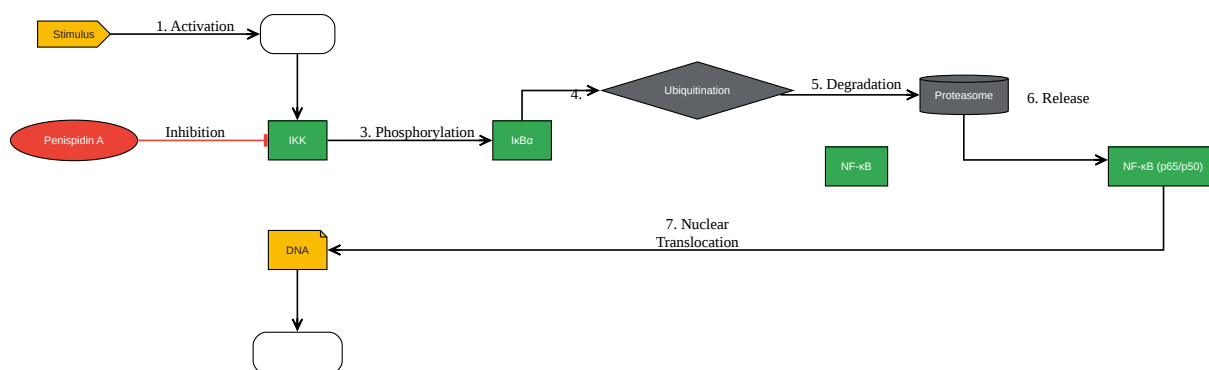 Stimulus
1. Activation
Penispidin A
Inhibition
IKK
3. Phosphorylation
IκBα
4.
Ubiquitination
5. Degradation
Proteasome
6. Release
NF-κB
NF-κB (p65/p50)
7. Nuclear
Translocation
DNA